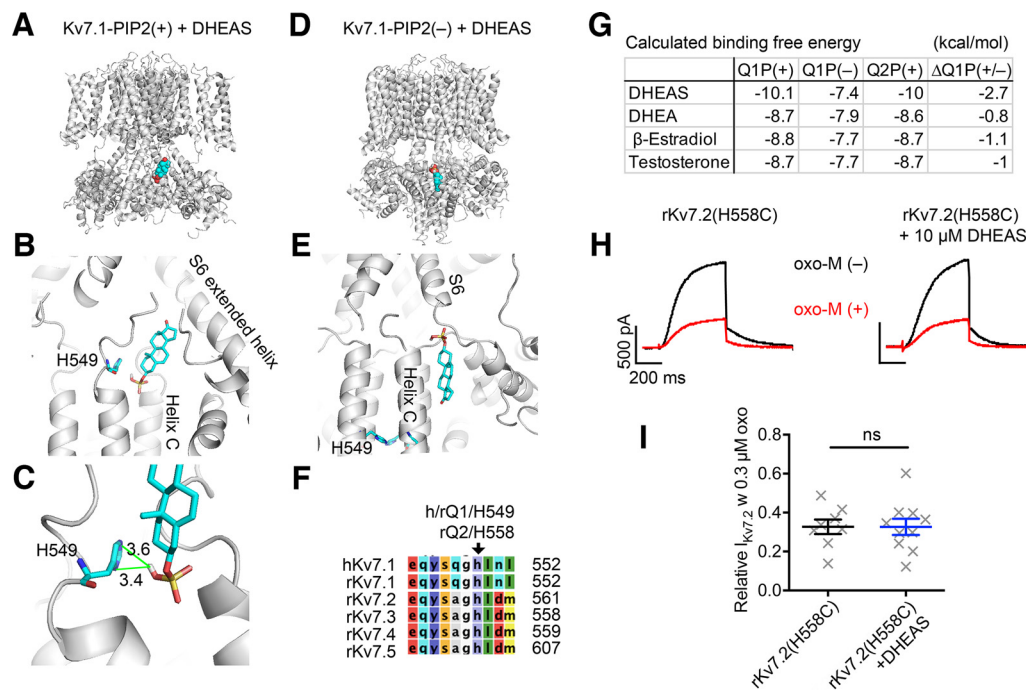 A
Kv7.1-PIP2(+) + DHEAS
D
Kv7.1-PIP2(–) + DHEAS
G
Calculated binding free energy (kcal/mol)
Q1P(+) Q1P(–) Q2P(+) ΔQ1P(+/–)
DHEAS -10.1 -7.4 -10 -2.7
DHEA -8.7 -7.9 -8.6 -0.8
β-Estradiol -8.8 -7.7 -8.7 -1.1
Testosterone -8.7 -7.7 -8.7 -1
B
S6 extended helix
H549
Helix C
E
S6
Helix C
H549
H
rKv7.2(H558C)
rKv7.2(H558C)
+ 10 µM DHEAS
oxo-M (–)
oxo-M (+)
500 pA
200 ms
C
H549
3.6
3.4
F
h/rQ1/H549
rQ2/H558
hKv7.1 eqysqghlnl 552
rKv7.1 eqysqghlnl 552
rKv7.2 eqysaghldm 561
rKv7.3 eqysaghldm 558
rKv7.4 eqysaghldm 559
rKv7.5 eqysaghldm 607
I
ns
Relative I Kv7.2 w 0.3 µM oxo
0.8
0.6
0.4
0.2
0.0
rKv7.2(H558C)
rKv7.2(H558C)
+DHEAS